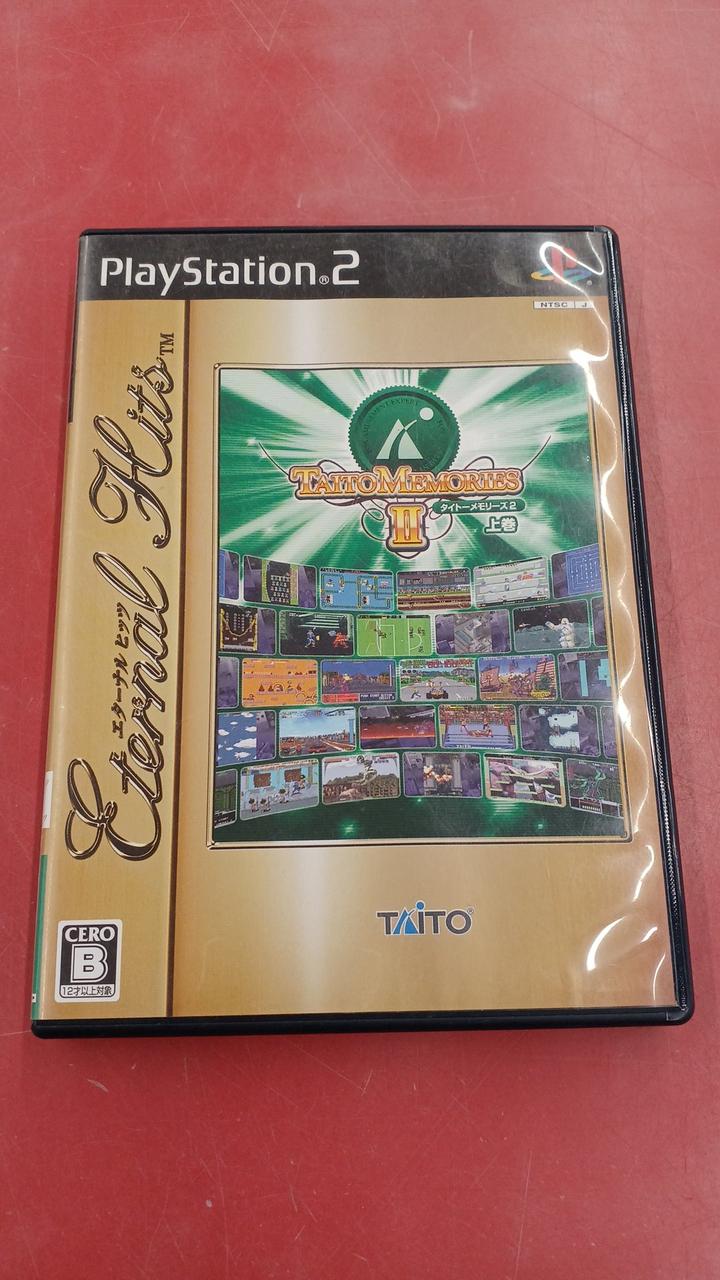 PlayStation®2
NTSC J
Eternal Hits™
エターナル ヒッツ
TAITO MEMORIES
II
タイトーメモリーズ2
上巻
TAITO®
CERO
B
12才以上対象